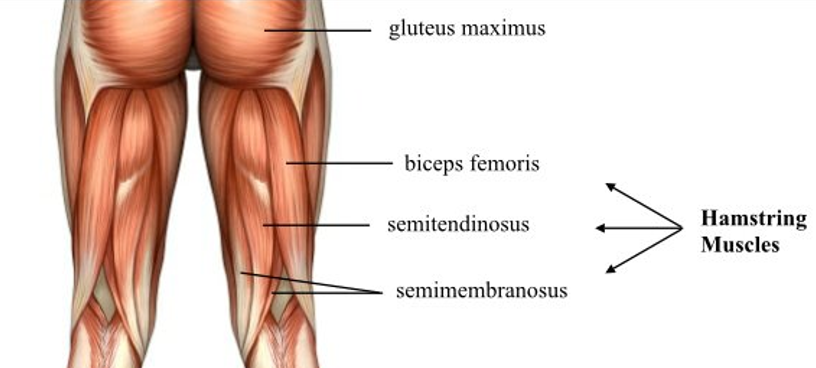 gluteus maximus
biceps femoris
semitendinosus
semimembranosus
Hamstring
Muscles